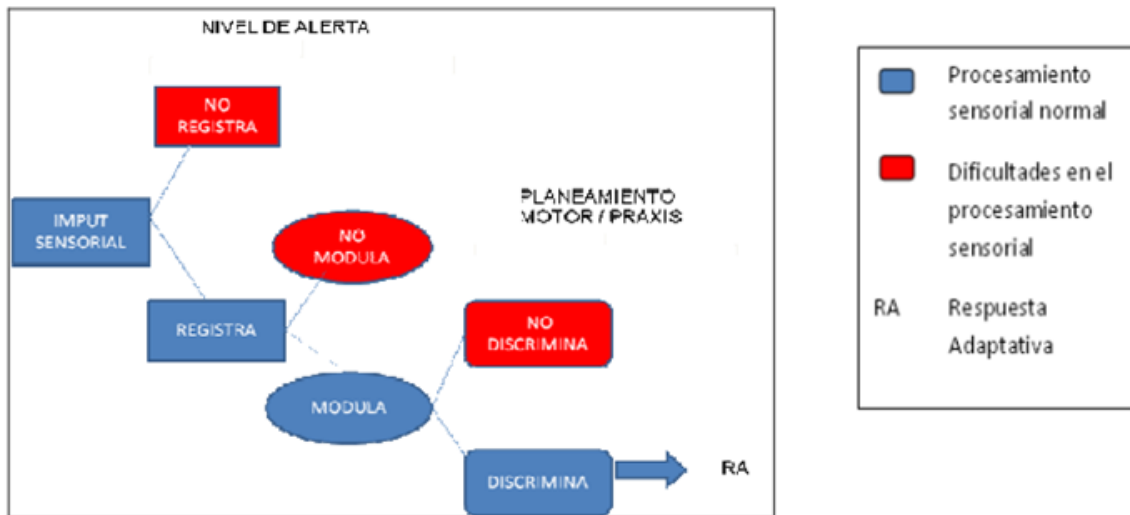 NIVEL DE ALERTA
NO
REGISTRA
IMPUT
SENSORIAL
PLANEAMIENTO
MOTOR / PRAXIS
NO
MODULA
REGISTRA
NO
DISCRIMINA
MODULA
DISCRIMINA
RA
Procesamiento
sensorial normal
Dificultades en el
procesamiento
sensorial
RA Respuesta
Adaptativa